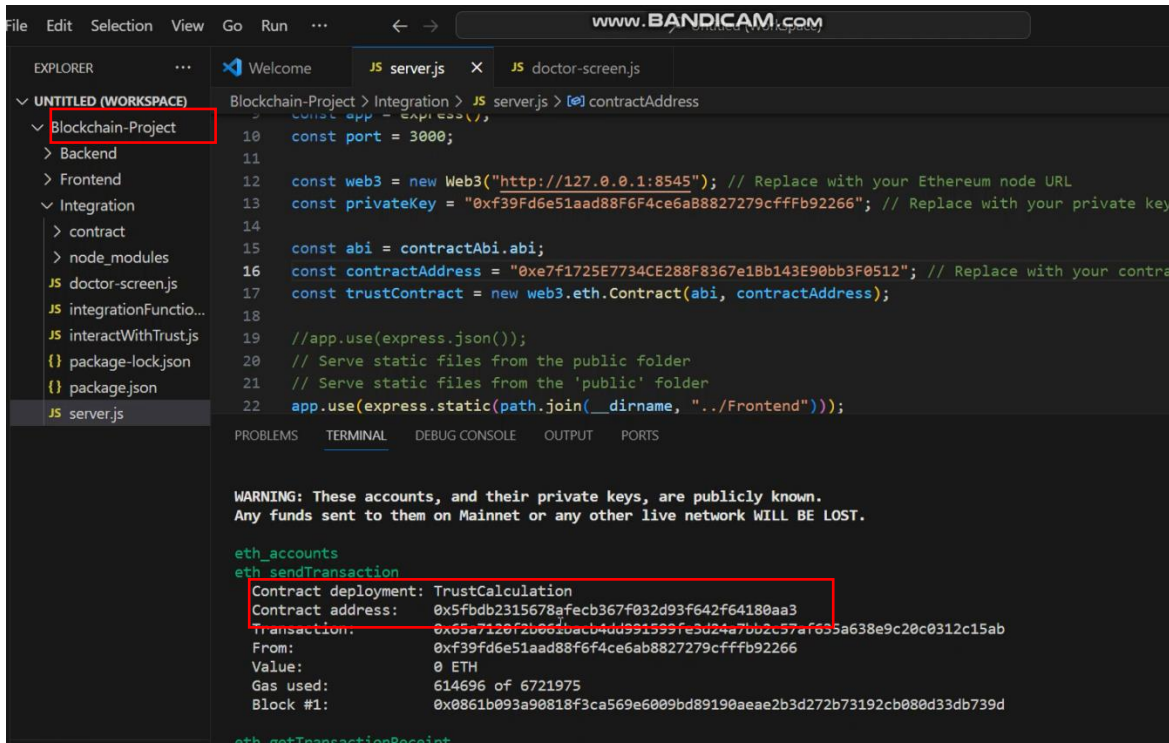 File Edit Selection View Go Run ··· ← → www.BANDICAM.com
EXPLORER ··· Welcome JS server.js × JS doctor-screen.js
UNTITLED (WORKSPACE)
Blockchain-Project
Backend
Frontend
Integration
contract
node_modules
JS doctor-screen.js
JS integrationFunctio...
JS interactWithTrust.js
{} package-lock.json
{} package.json
JS server.js
Blockchain-Project > Integration > JS server.js > contractAddress
9 const app = express();
10 const port = 3000;
11
12 const web3 = new Web3("http://127.0.0.1:8545"); // Replace with your Ethereum node URL
13 const privateKey = "0xf39Fd6e51aad88F6F4ce6aB8827279cffFb92266"; // Replace with your private key
14
15 const abi = contractAbi.abi;
16 const contractAddress = "0xe7f1725E7734CE288F8367e1Bb143E90bb3F0512"; // Replace with your contra
17 const trustContract = new web3.eth.Contract(abi, contractAddress);
18
19 //app.use(express.json());
20 // Serve static files from the public folder
21 // Serve static files from the 'public' folder
22 app.use(express.static(path.join(__dirname, "../Frontend")));
PROBLEMS TERMINAL DEBUG CONSOLE OUTPUT PORTS
WARNING: These accounts, and their private keys, are publicly known.
Any funds sent to them on Mainnet or any other live network WILL BE LOST.
eth_accounts
eth_sendTransaction
Contract deployment: TrustCalculation
Contract address: 0x5fbdb2315678afecb367f032d93f642f64180aa3
Transaction:
From: 0xf39fd6e51aad88f6f4ce6ab8827279cfffb92266
Value: 0 ETH
Gas used: 614696 of 6721975
Block #1: 0x0861b093a90818f3ca569e6009bd89190aeae2b3d272b73192cb080d33db739d
eth_getTransactionReceipt